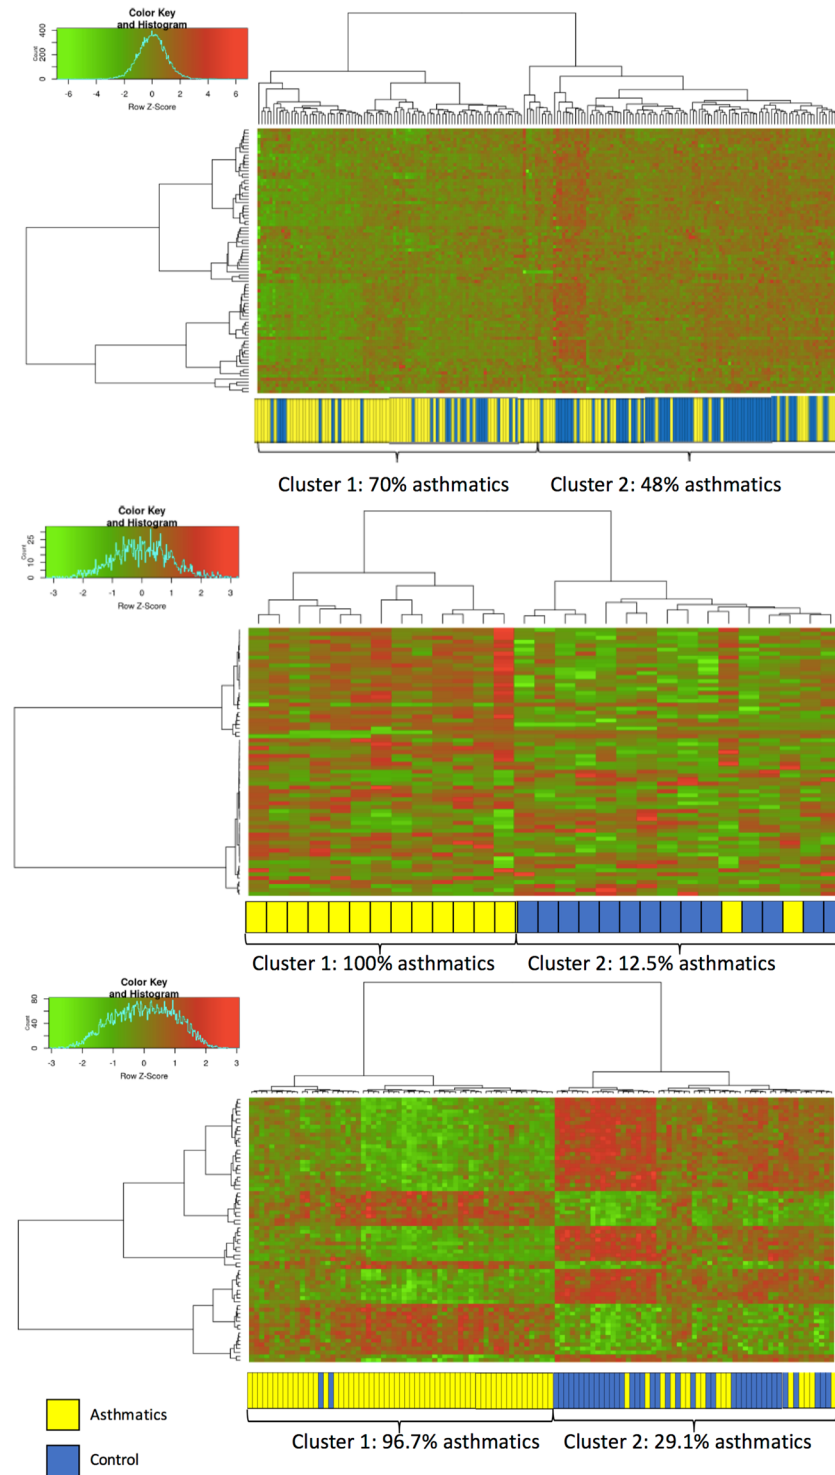 Color Key
and Histogram
Count
0 200 400
-6 -4 -2 0 2 4 6
Row Z-Score
Cluster 1: 70% asthmatics Cluster 2: 48% asthmatics
Color Key
and Histogram
Count
0 10 25
-3 -2 -1 0 1 2 3
Row Z-Score
Cluster 1: 100% asthmatics Cluster 2: 12.5% asthmatics
Color Key
and Histogram
Count
0 40 80
-3 -2 -1 0 1 2 3
Row Z-Score
Cluster 1: 96.7% asthmatics Cluster 2: 29.1% asthmatics
Asthmatics
Control